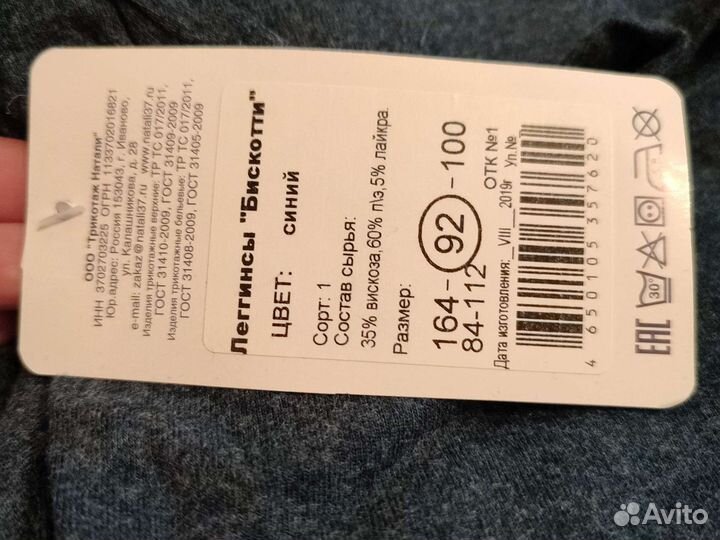 ООО "Трикотаж Натали"
ИНН 3702703225 ОГРН 1133702016821
Юр.адрес: Россия 153043, г. Иваново,
ул. Калашникова, д. 28
e-mail: zakaz@natali37.ru www.natali37.ru
Изделия трикотажные верхние: ТР ТС 017/2011,
ГОСТ 31410-2009, ГОСТ 31409-2009
Изделия трикотажные бельевые: ТР ТС 017/2011,
ГОСТ 31408-2009, ГОСТ 31405-2009
Леггинсы "Бискотти"
ЦВЕТ: синий
Сорт: 1
Состав сырья:
35% вискоза,60% п\э,5% лайкра.
Размер:
164-92-100
84-112
ОТК №1
Дата изготовления:_VIII__2019г Уп.№
4 650105 357620
EAC 30°
Avito